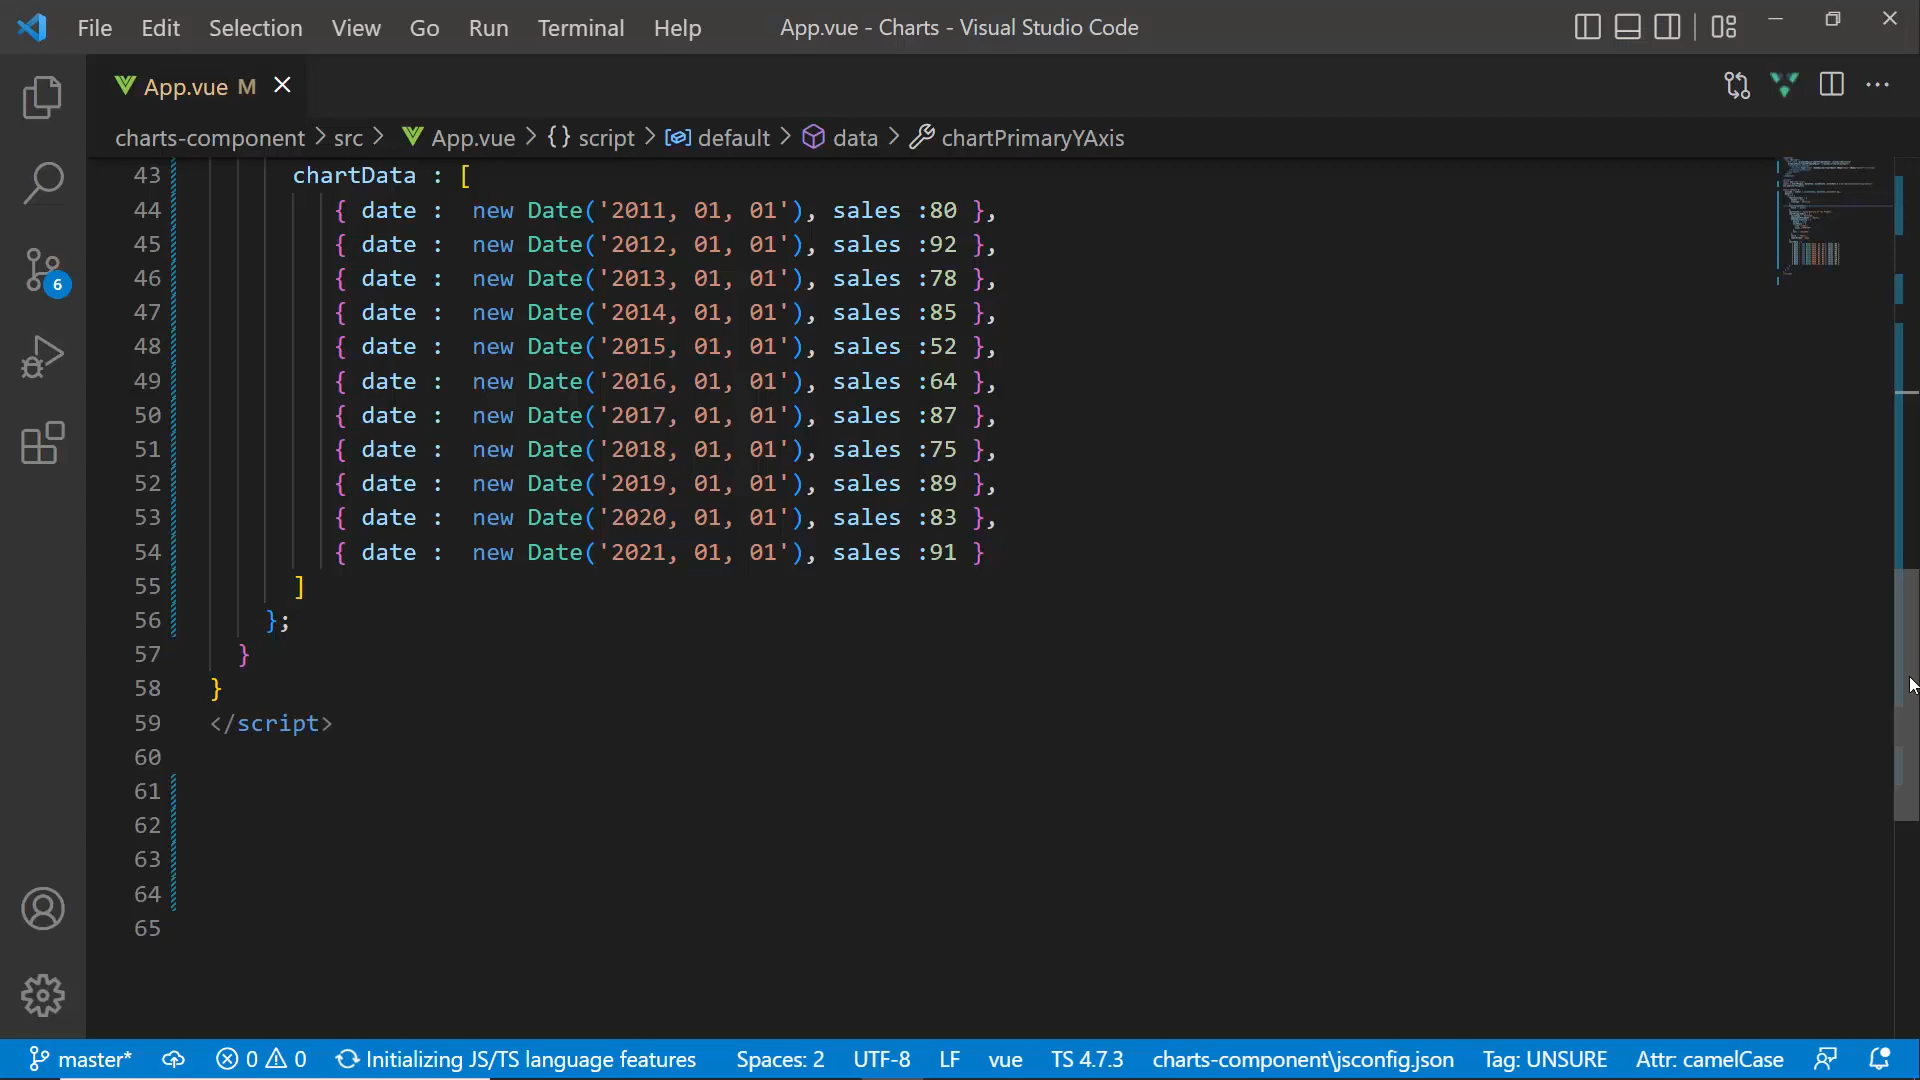 File Edit Selection View Go Run Terminal Help App.vue - Charts - Visual Studio Code
App.vue M
charts-component > src > App.vue > {} script > default > data > chartPrimaryYAxis
43 chartData : [
44 { date :  new Date('2011, 01, 01'), sales :80 },
45 { date :  new Date('2012, 01, 01'), sales :92 },
46 { date :  new Date('2013, 01, 01'), sales :78 },
47 { date :  new Date('2014, 01, 01'), sales :85 },
48 { date :  new Date('2015, 01, 01'), sales :52 },
49 { date :  new Date('2016, 01, 01'), sales :64 },
50 { date :  new Date('2017, 01, 01'), sales :87 },
51 { date :  new Date('2018, 01, 01'), sales :75 },
52 { date :  new Date('2019, 01, 01'), sales :89 },
53 { date :  new Date('2020, 01, 01'), sales :83 },
54 { date :  new Date('2021, 01, 01'), sales :91 }
55 ]
56 };
57 }
58 }
59 </script>
60
61
62
63
64
65
6
master* 0 0 Initializing JS/TS language features Spaces: 2 UTF-8 LF vue TS 4.7.3 charts-component\jsconfig.json Tag: UNSURE Attr: camelCase